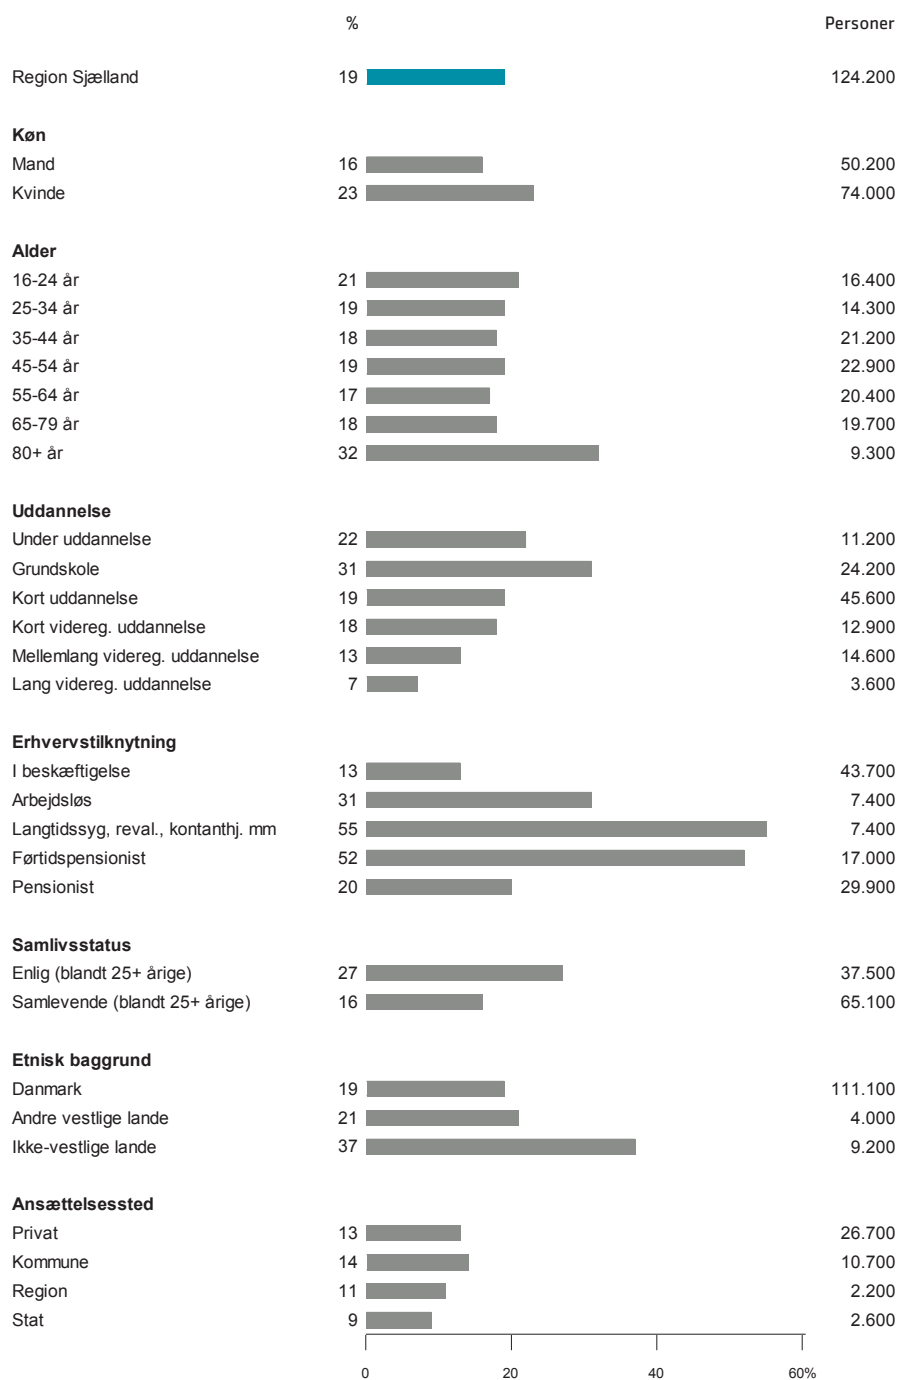 % Personer
Region Sjælland 19 124.200
Køn
Mand 16 50.200
Kvinde 23 74.000
Alder
16-24 år 21 16.400
25-34 år 19 14.300
35-44 år 18 21.200
45-54 år 19 22.900
55-64 år 17 20.400
65-79 år 18 19.700
80+ år 32 9.300
Uddannelse
Under uddannelse 22 11.200
Grundskole 31 24.200
Kort uddannelse 19 45.600
Kort videreg. uddannelse 18 12.900
Mellemlang videreg. uddannelse 13 14.600
Lang videreg. uddannelse 7 3.600
Erhvervstilknytning
I beskæftigelse 13 43.700
Arbejdsløs 31 7.400
Langtidssyg, reval., kontanthj. mm 55 7.400
Førtidspensionist 52 17.000
Pensionist 20 29.900
Samlivsstatus
Enlig (blandt 25+ årige) 27 37.500
Samlevende (blandt 25+ årige) 16 65.100
Etnisk baggrund
Danmark 19 111.100
Andre vestlige lande 21 4.000
Ikke-vestlige lande 37 9.200
Ansættelsessted
Privat 13 26.700
Kommune 14 10.700
Region 11 2.200
Stat 9 2.600
0 20 40 60%